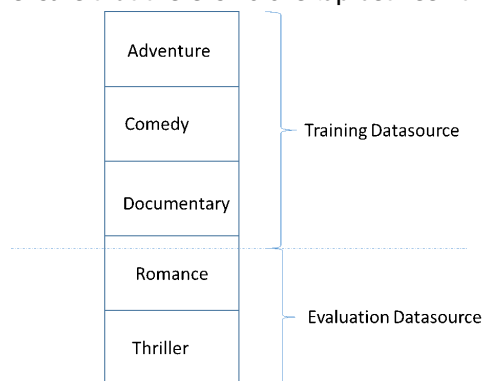 Adventure
Comedy
Training Datasource
Documentary
Romance
Evaluation Datasource
Thriller